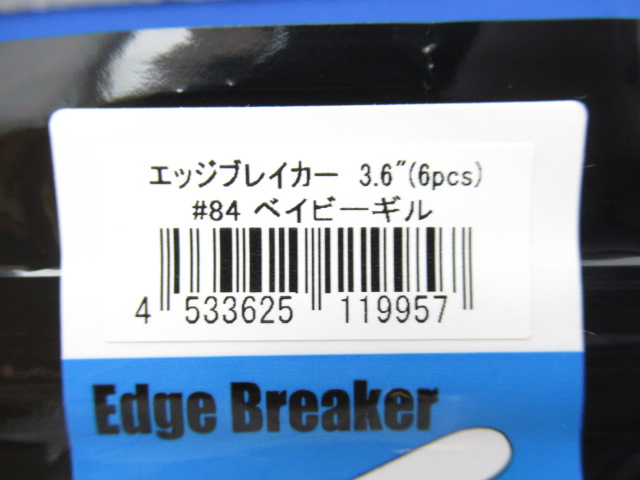 エッジブレイカー 3.6"(6pcs)
#84 ベイビーギル
4 533625 119957
Edge Breaker